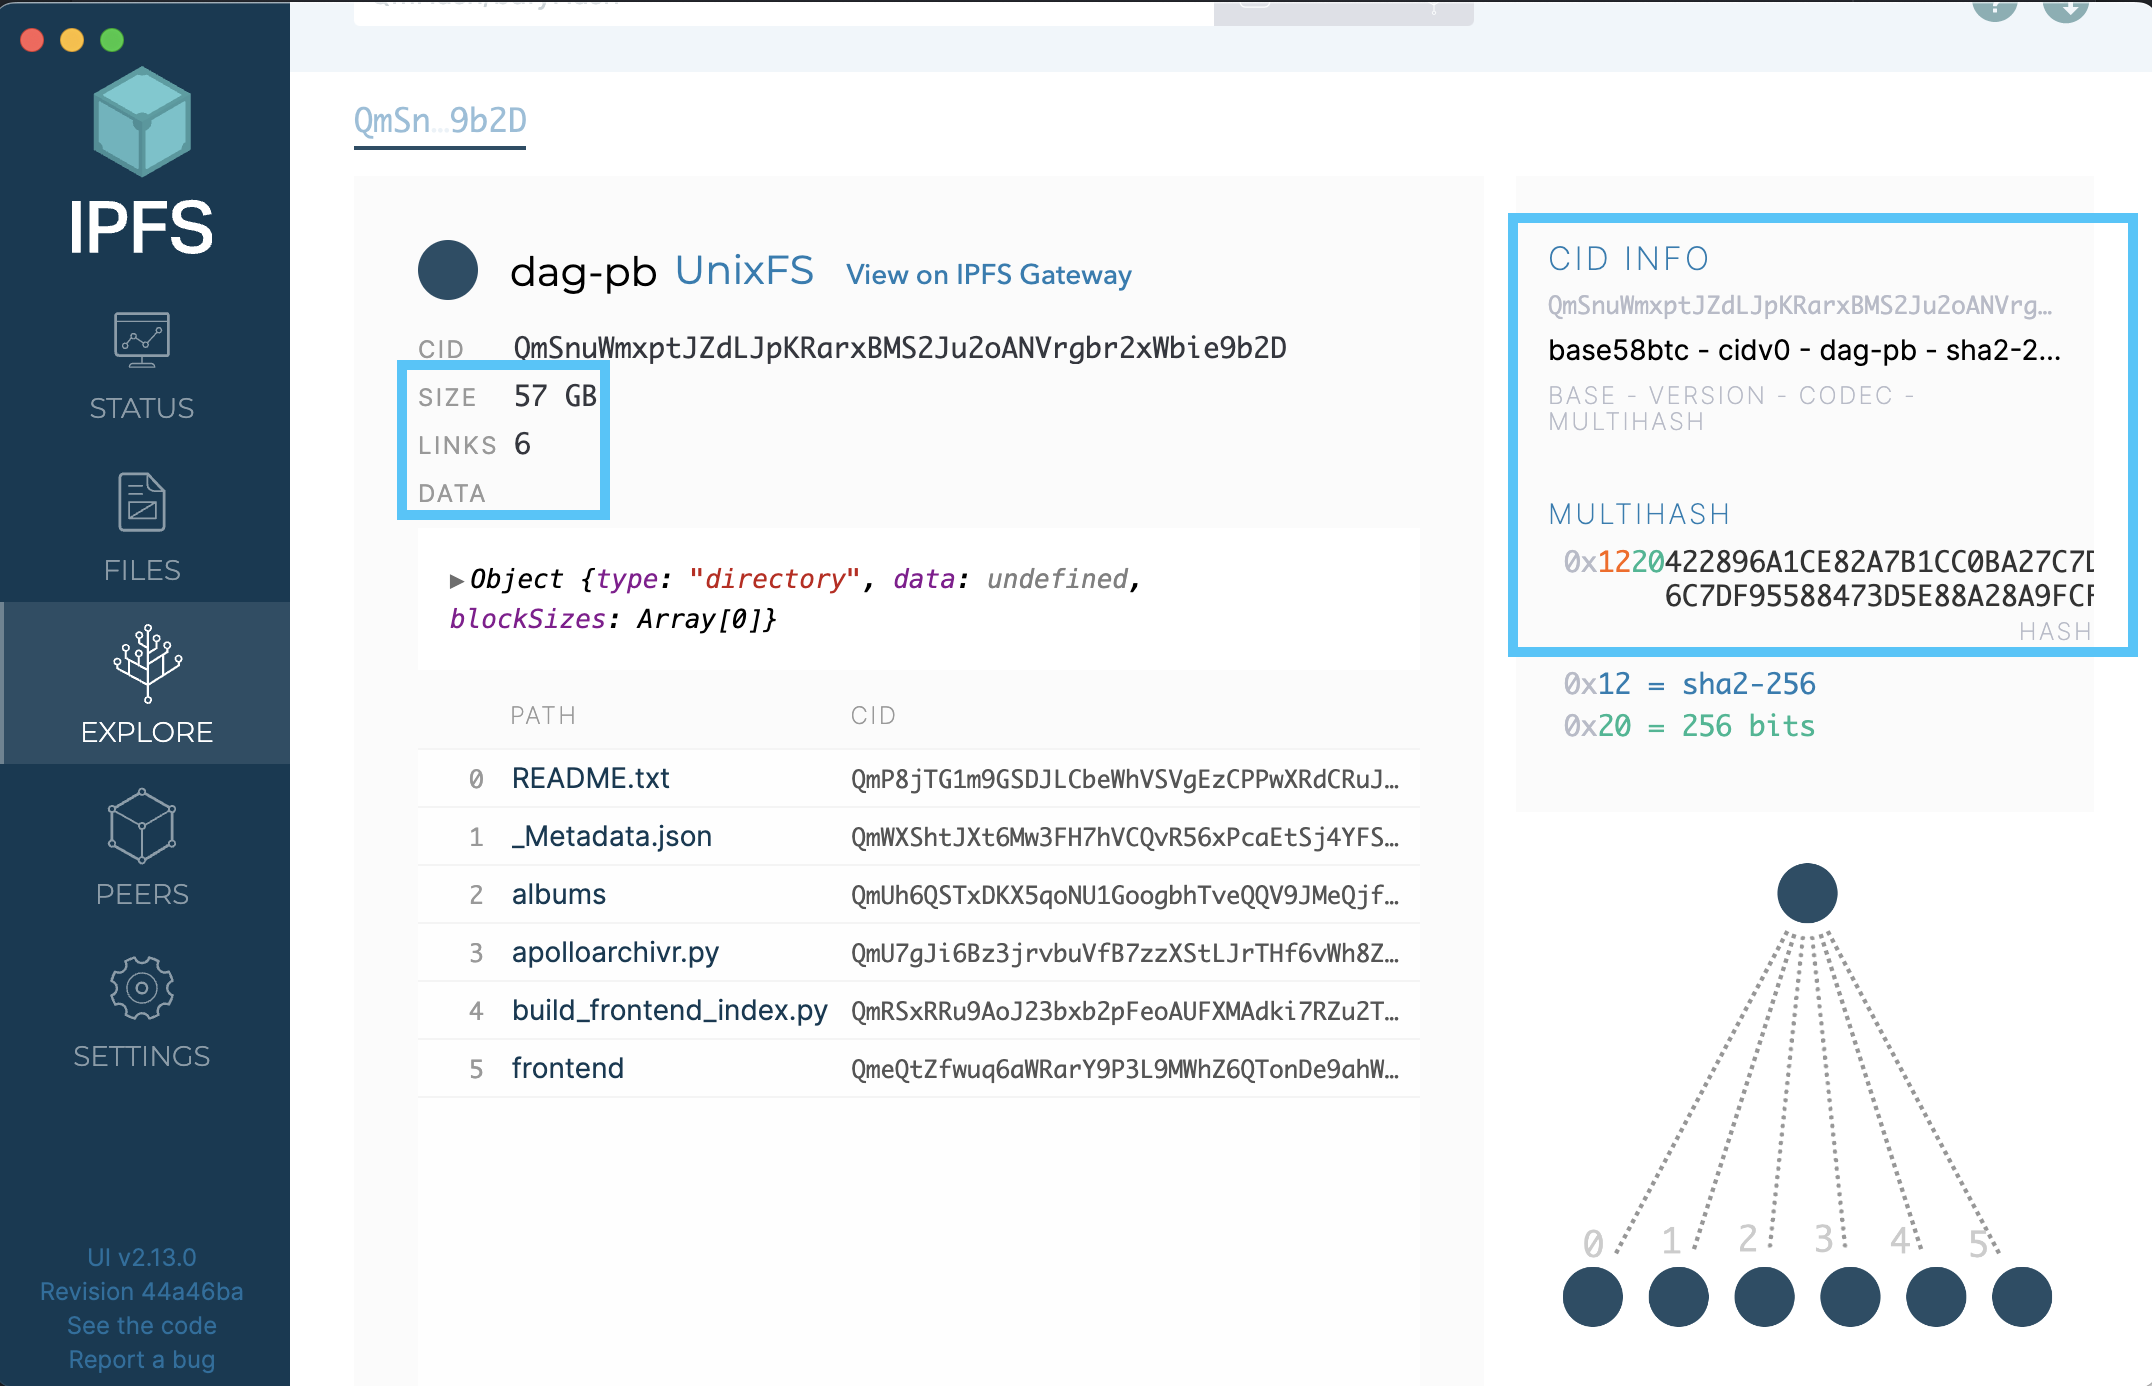 IPFS
STATUS
FILES
EXPLORE
PEERS
SETTINGS
UI v2.13.0
Revision 44a46ba
See the code
Report a bug
QmSn…9b2D
dag-pb UnixFS View on IPFS Gateway
CID QmSnuWmxptJZdLJpKRarxBMS2Ju2oANVrgbr2xWbie9b2D
SIZE 57 GB
LINKS 6
DATA
▶Object {type: "directory", data: undefined,
blockSizes: Array[0]}
PATH CID
0 README.txt QmP8jTG1m9GSDJLCbeWhVSVgEzCPPwXRdCRuJ…
1 _Metadata.json QmWXShtJXt6Mw3FH7hVCQvR56xPcaEtSj4YFS…
2 albums QmUh6QSTxDKX5qoNU1GoogbhTveQQV9JMeQjf…
3 apolloarchivr.py QmU7gJi6Bz3jrvbuVfB7zzXStLJrTHf6vWh8Z…
4 build_frontend_index.py QmRSxRRu9AoJ23bxb2pFeoAUFXMAdki7RZu2T…
5 frontend QmeQtZfwuq6aWRarY9P3L9MWhZ6QTonDe9ahW…
CID INFO
QmSnuWmxptJZdLJpKRarxBMS2Ju2oANVrg…
base58btc - cidv0 - dag-pb - sha2-2…
BASE - VERSION - CODEC -
MULTIHASH
MULTIHASH
0x1220422896A1CE82A7B1CC0BA27C7D
6C7DF95588473D5E88A28A9FCF
HASH
0x12 = sha2-256
0x20 = 256 bits
0 1 2 3 4 5